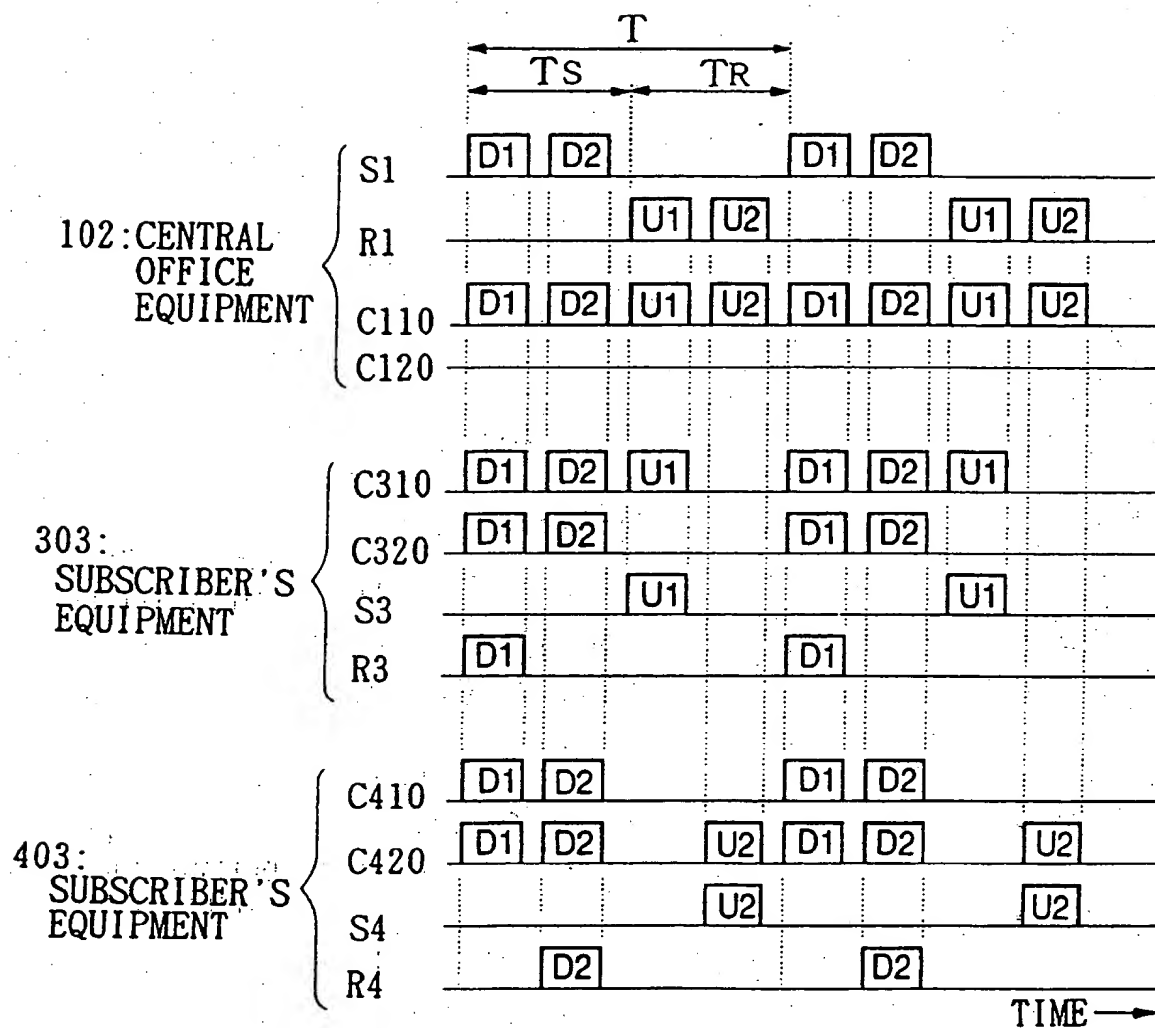 T
TS TR
S1 D1 D2 D1 D2
102:CENTRAL
OFFICE
EQUIPMENT
R1 U1 U2 U1 U2
C110 D1 D2 U1 U2 D1 D2 U1 U2
C120
303:
SUBSCRIBER'S
EQUIPMENT
C310 D1 D2 U1 D1 D2 U1
C320 D1 D2 D1 D2
S3 U1 U1
R3 D1 D1
403:
SUBSCRIBER'S
EQUIPMENT
C410 D1 D2 D1 D2
C420 D1 D2 U2 D1 D2 U2
S4 U2 U2
R4 D2 D2
TIME